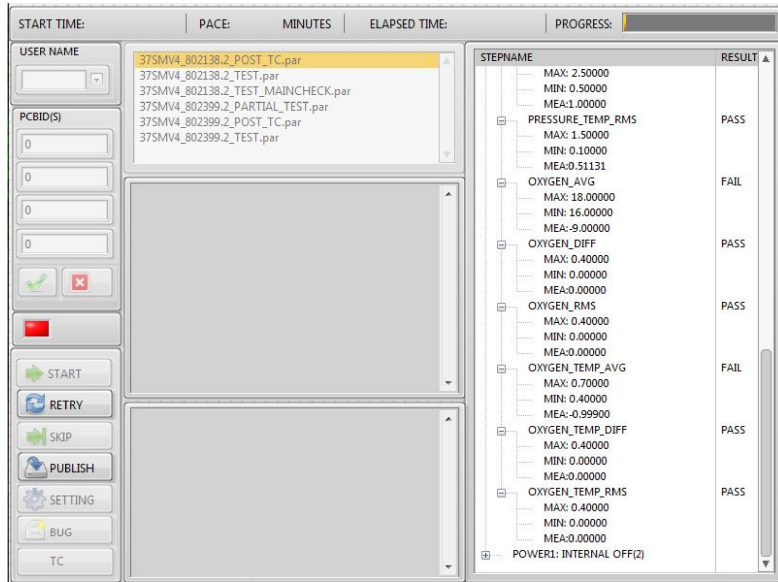 START TIME: PACE: MINUTES ELAPSED TIME: PROGRESS:
USER NAME
PCBID(S)
0
0
0
0
START
RETRY
SKIP
PUBLISH
SETTING
BUG
TC
37SMV4_802138.2_POST_TC.par
37SMV4_802138.2_TEST.par
37SMV4_802138.2_TEST_MAINCHECK.par
37SMV4_802399.2_PARTIAL_TEST.par
37SMV4_802399.2_POST_TC.par
37SMV4_802399.2_TEST.par
STEPNAME RESULT
MAX: 2.50000
MIN: 0.50000
MEA:1.00000
PRESSURE_TEMP_RMS PASS
MAX: 1.50000
MIN: 0.10000
MEA:0.51131
OXYGEN_AVG FAIL
MAX: 18.00000
MIN: 16.00000
MEA:-9.00000
OXYGEN_DIFF PASS
MAX: 0.40000
MIN: 0.00000
MEA:0.00000
OXYGEN_RMS PASS
MAX: 0.40000
MIN: 0.00000
MEA:0.00000
OXYGEN_TEMP_AVG FAIL
MAX: 0.70000
MIN: 0.40000
MEA:-0.99900
OXYGEN_TEMP_DIFF PASS
MAX: 0.40000
MIN: 0.00000
MEA:0.00000
OXYGEN_TEMP_RMS PASS
MAX: 0.40000
MIN: 0.00000
MEA:0.00000
POWER1: INTERNAL OFF(2)